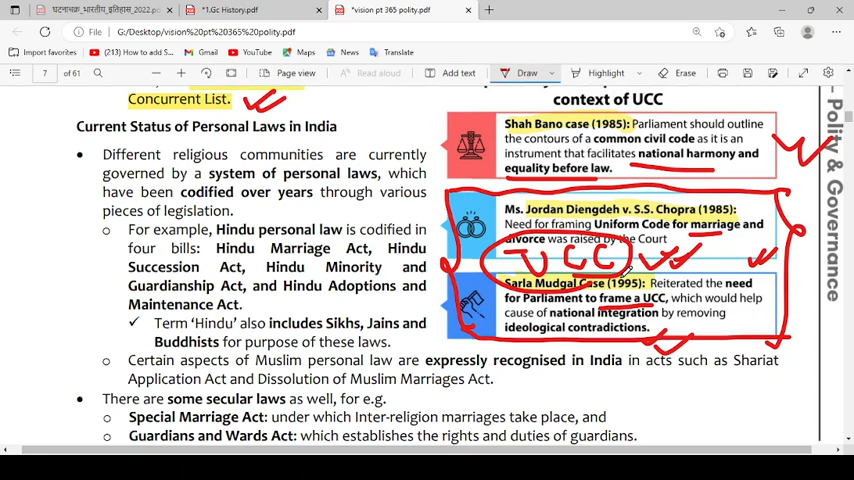 घटनाचक्र_भारतीय_इतिहास_2022.pd
*1.Gc History.pdf
*vision pt 365 polity.pdf
File
G:/Desktop/vision%20pt%20365%20polity.pdf
Import favorites
(213) How to add S...
Gmail
YouTube
Maps
News
Translate
7 of 61
Page view
Read aloud
Add text
Draw
Highlight
Erase
Concurrent List.
context of UCC
Current Status of Personal Laws in India
• Different religious communities are currently
governed by a system of personal laws, which
have been codified over years through various
pieces of legislation.
o For example, Hindu personal law is codified in
four bills: Hindu Marriage Act, Hindu
Succession Act, Hindu Minority and
Guardianship Act, and Hindu Adoptions and
Maintenance Act.
✓ Term 'Hindu' also includes Sikhs, Jains and
Buddhists for purpose of these laws.
Shah Bano case (1985): Parliament should outline
the contours of a common civil code as it is an
instrument that facilitates national harmony and
equality before law.
Ms. Jordan Diengdeh v. S.S. Chopra (1985):
Need for framing Uniform Code for marriage and
divorce was raised by the Court
UCC
Sarla Mudgal Case (1995): Reiterated the need
for Parliament to frame a UCC, which would help
cause of national integration by removing
ideological contradictions.
o Certain aspects of Muslim personal law are expressly recognised in India in acts such as Shariat
Application Act and Dissolution of Muslim Marriages Act.
• There are some secular laws as well, for e.g.
o Special Marriage Act: under which Inter-religion marriages take place, and
o Guardians and Wards Act: which establishes the rights and duties of guardians.
– Polity & Governance